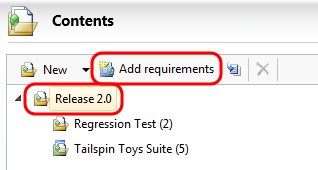 Contents
New Add requirements
Release 2.0
Regression Test (2)
Tailspin Toys Suite (5)